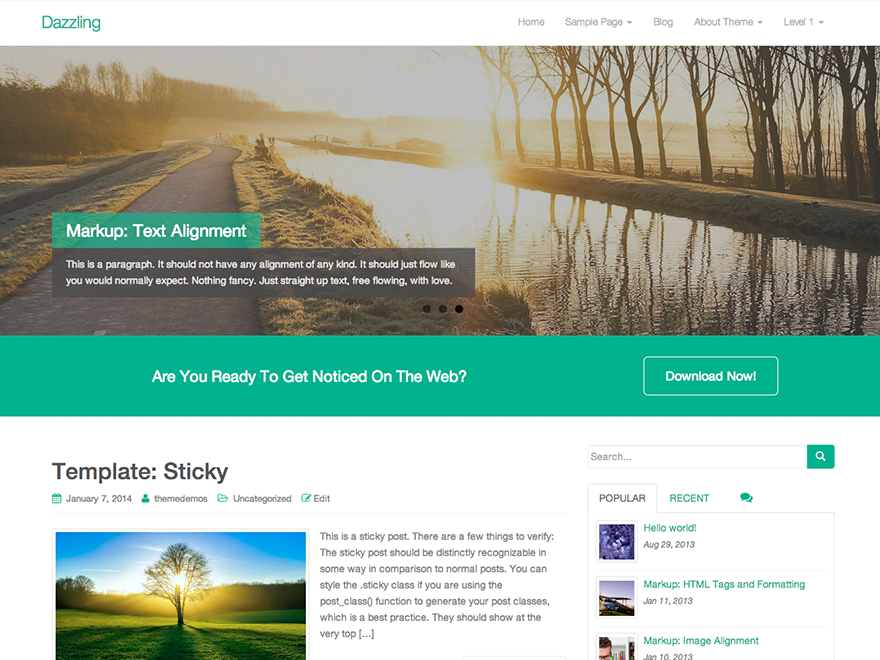 Dazzling
Home Sample Page Blog About Theme Level 1
Markup: Text Alignment
This is a paragraph. It should not have any alignment of any kind. It should just flow like
you would normally expect. Nothing fancy. Just straight up text, free flowing, with love.
Are You Ready To Get Noticed On The Web?
Download Now!
Template: Sticky
January 7, 2014 themedemos Uncategorized Edit
This is a sticky post. There are a few things to verify:
The sticky post should be distinctly recognizable in
some way in comparison to normal posts. You can
style the .sticky class if you are using the
post_class() function to generate your post classes,
which is a best practice. They should show at the
very top [...]
Search...
POPULAR RECENT
Hello world!
Aug 29, 2013
Markup: HTML Tags and Formatting
Jan 11, 2013
Markup: Image Alignment
Jan 10, 2013